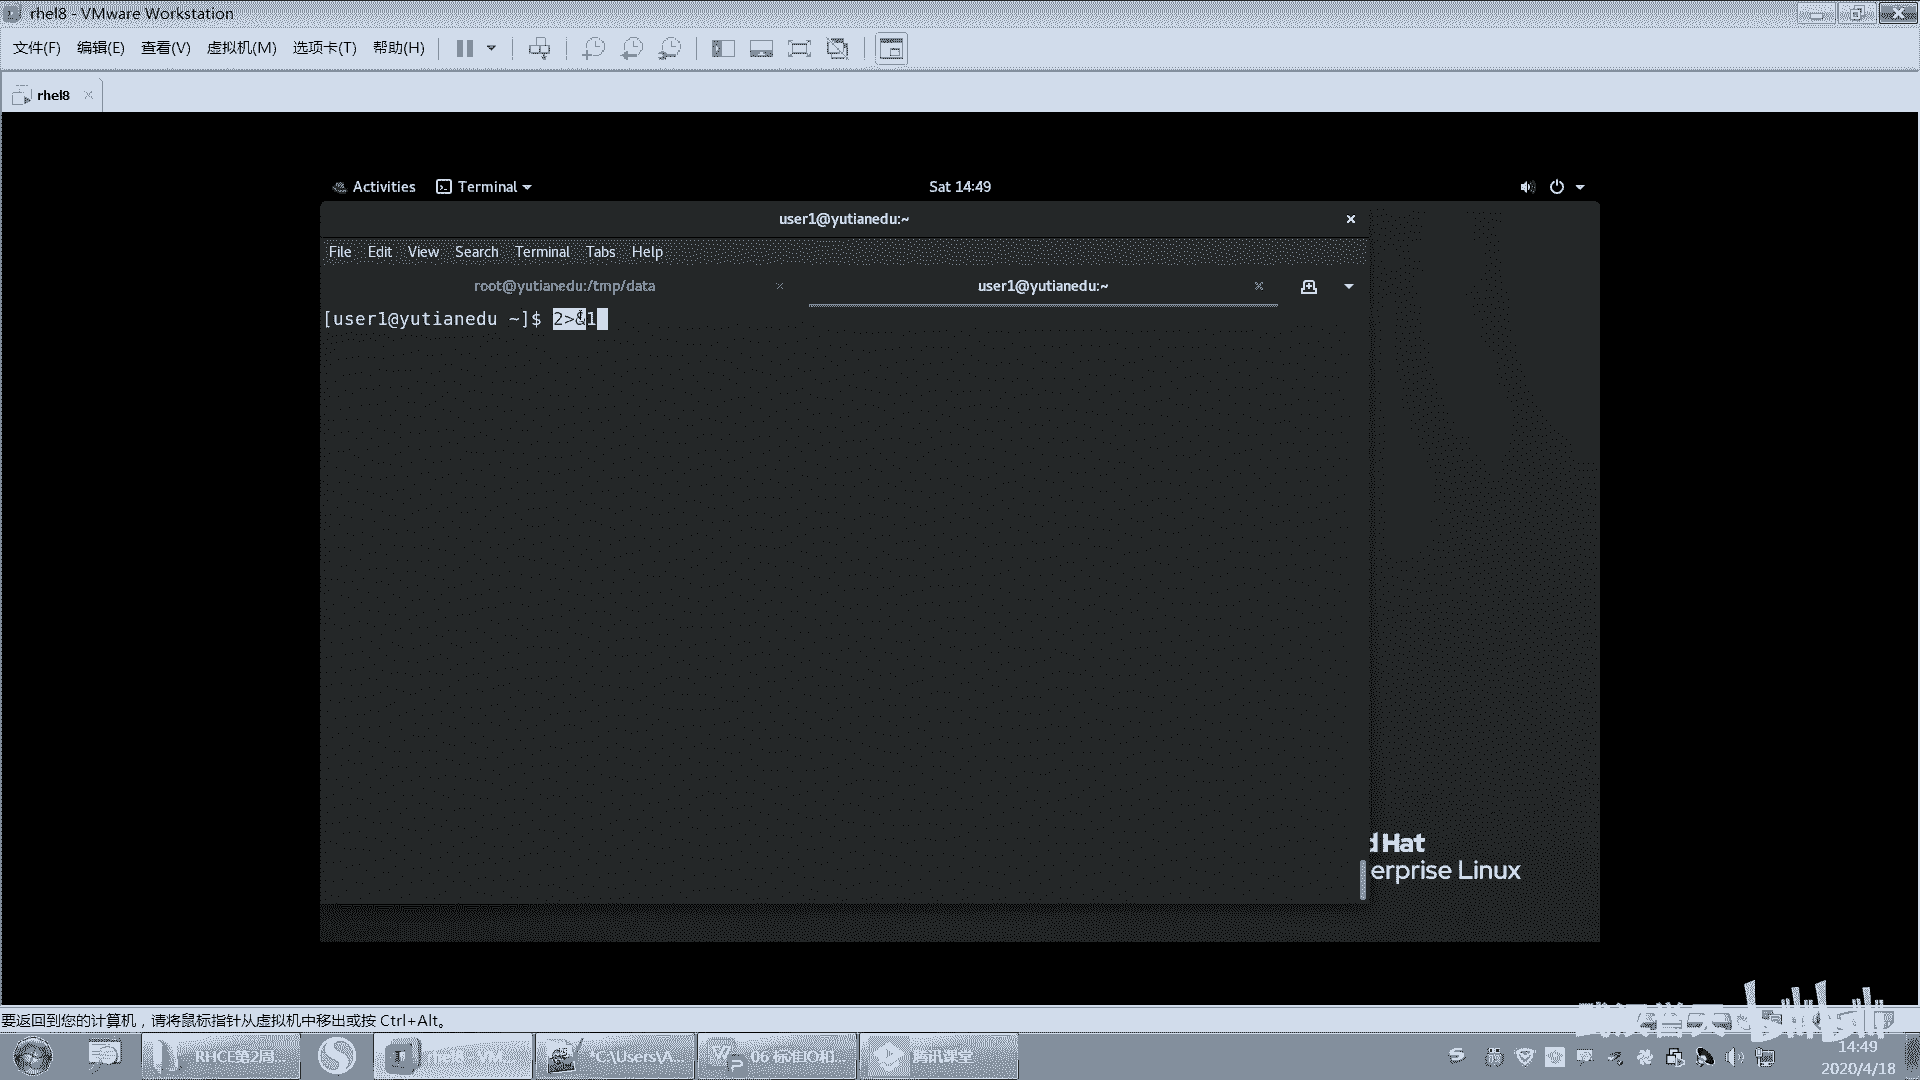 rhel8 - VMware Workstation
文件(F) 编辑(E) 查看(V) 虚拟机(M) 选项卡(T) 帮助(H)
rhel8
Activities Terminal Sat 14:49
user1@yutianedu:~
File Edit View Search Terminal Tabs Help
root@yutianedu:/tmp/data user1@yutianedu:~
[user1@yutianedu ~]$ 2>&1
d Hat
erprise Linux
要返回到您的计算机，请将鼠标指针从虚拟机中移出或按 Ctrl+Alt。
RHCE第2周... rhel8 - VM... *C:\Users\A... 06 标准IO和... 腾讯课堂
14:49
2020/4/18